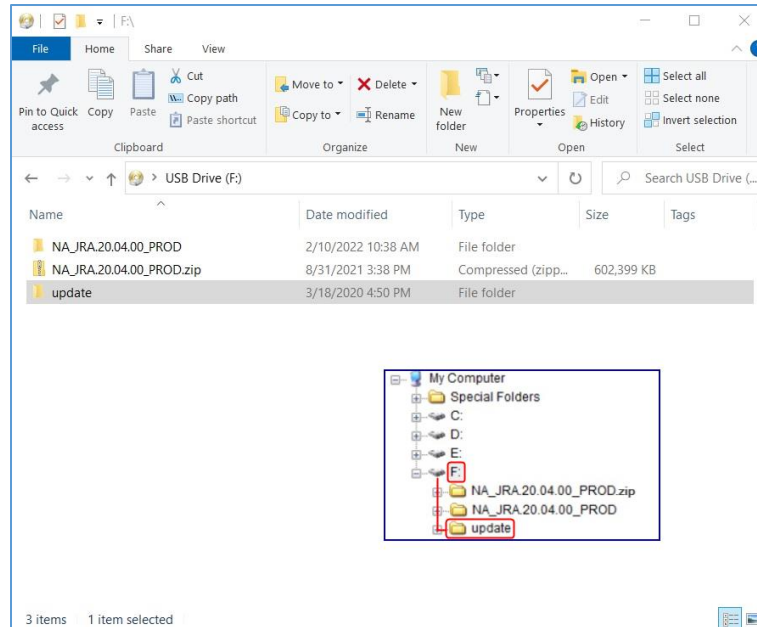 F:\
File Home Share View
Pin to Quick access
Copy
Paste
Cut
Copy path
Paste shortcut
Move to
Copy to
Delete
Rename
New folder
Properties
Open
Edit
History
Select all
Select none
Invert selection
Clipboard Organize New Open Select
USB Drive (F:)
Search USB Drive (...
Name Date modified Type Size Tags
NA_JRA.20.04.00_PROD 2/10/2022 10:38 AM File folder
NA_JRA.20.04.00_PROD.zip 8/31/2021 3:38 PM Compressed (zipp... 602,399 KB
update 3/18/2020 4:50 PM File folder
My Computer
Special Folders
C:
D:
E:
F:
NA_JRA.20.04.00_PROD.zip
NA_JRA.20.04.00_PROD
update
3 items 1 item selected